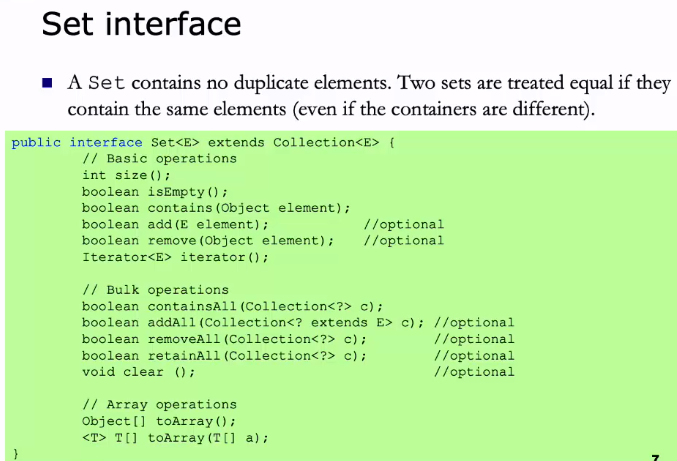 Set interface
A Set contains no duplicate elements. Two sets are treated equal if they
contain the same elements (even if the containers are different).
public interface Set<E> extends Collection<E> {
// Basic operations
int size();
boolean isEmpty();
boolean contains(Object element);
boolean add(E element); //optional
boolean remove(Object element); //optional
Iterator<E> iterator();
// Bulk operations
boolean containsAll(Collection<?> c);
boolean addAll(Collection<? extends E> c); //optional
boolean removeAll(Collection<?> c); //optional
boolean retainAll(Collection<?> c); //optional
void clear (); //optional
// Array operations
Object[] toArray();
<T> T[] toArray(T[] a);
}
7